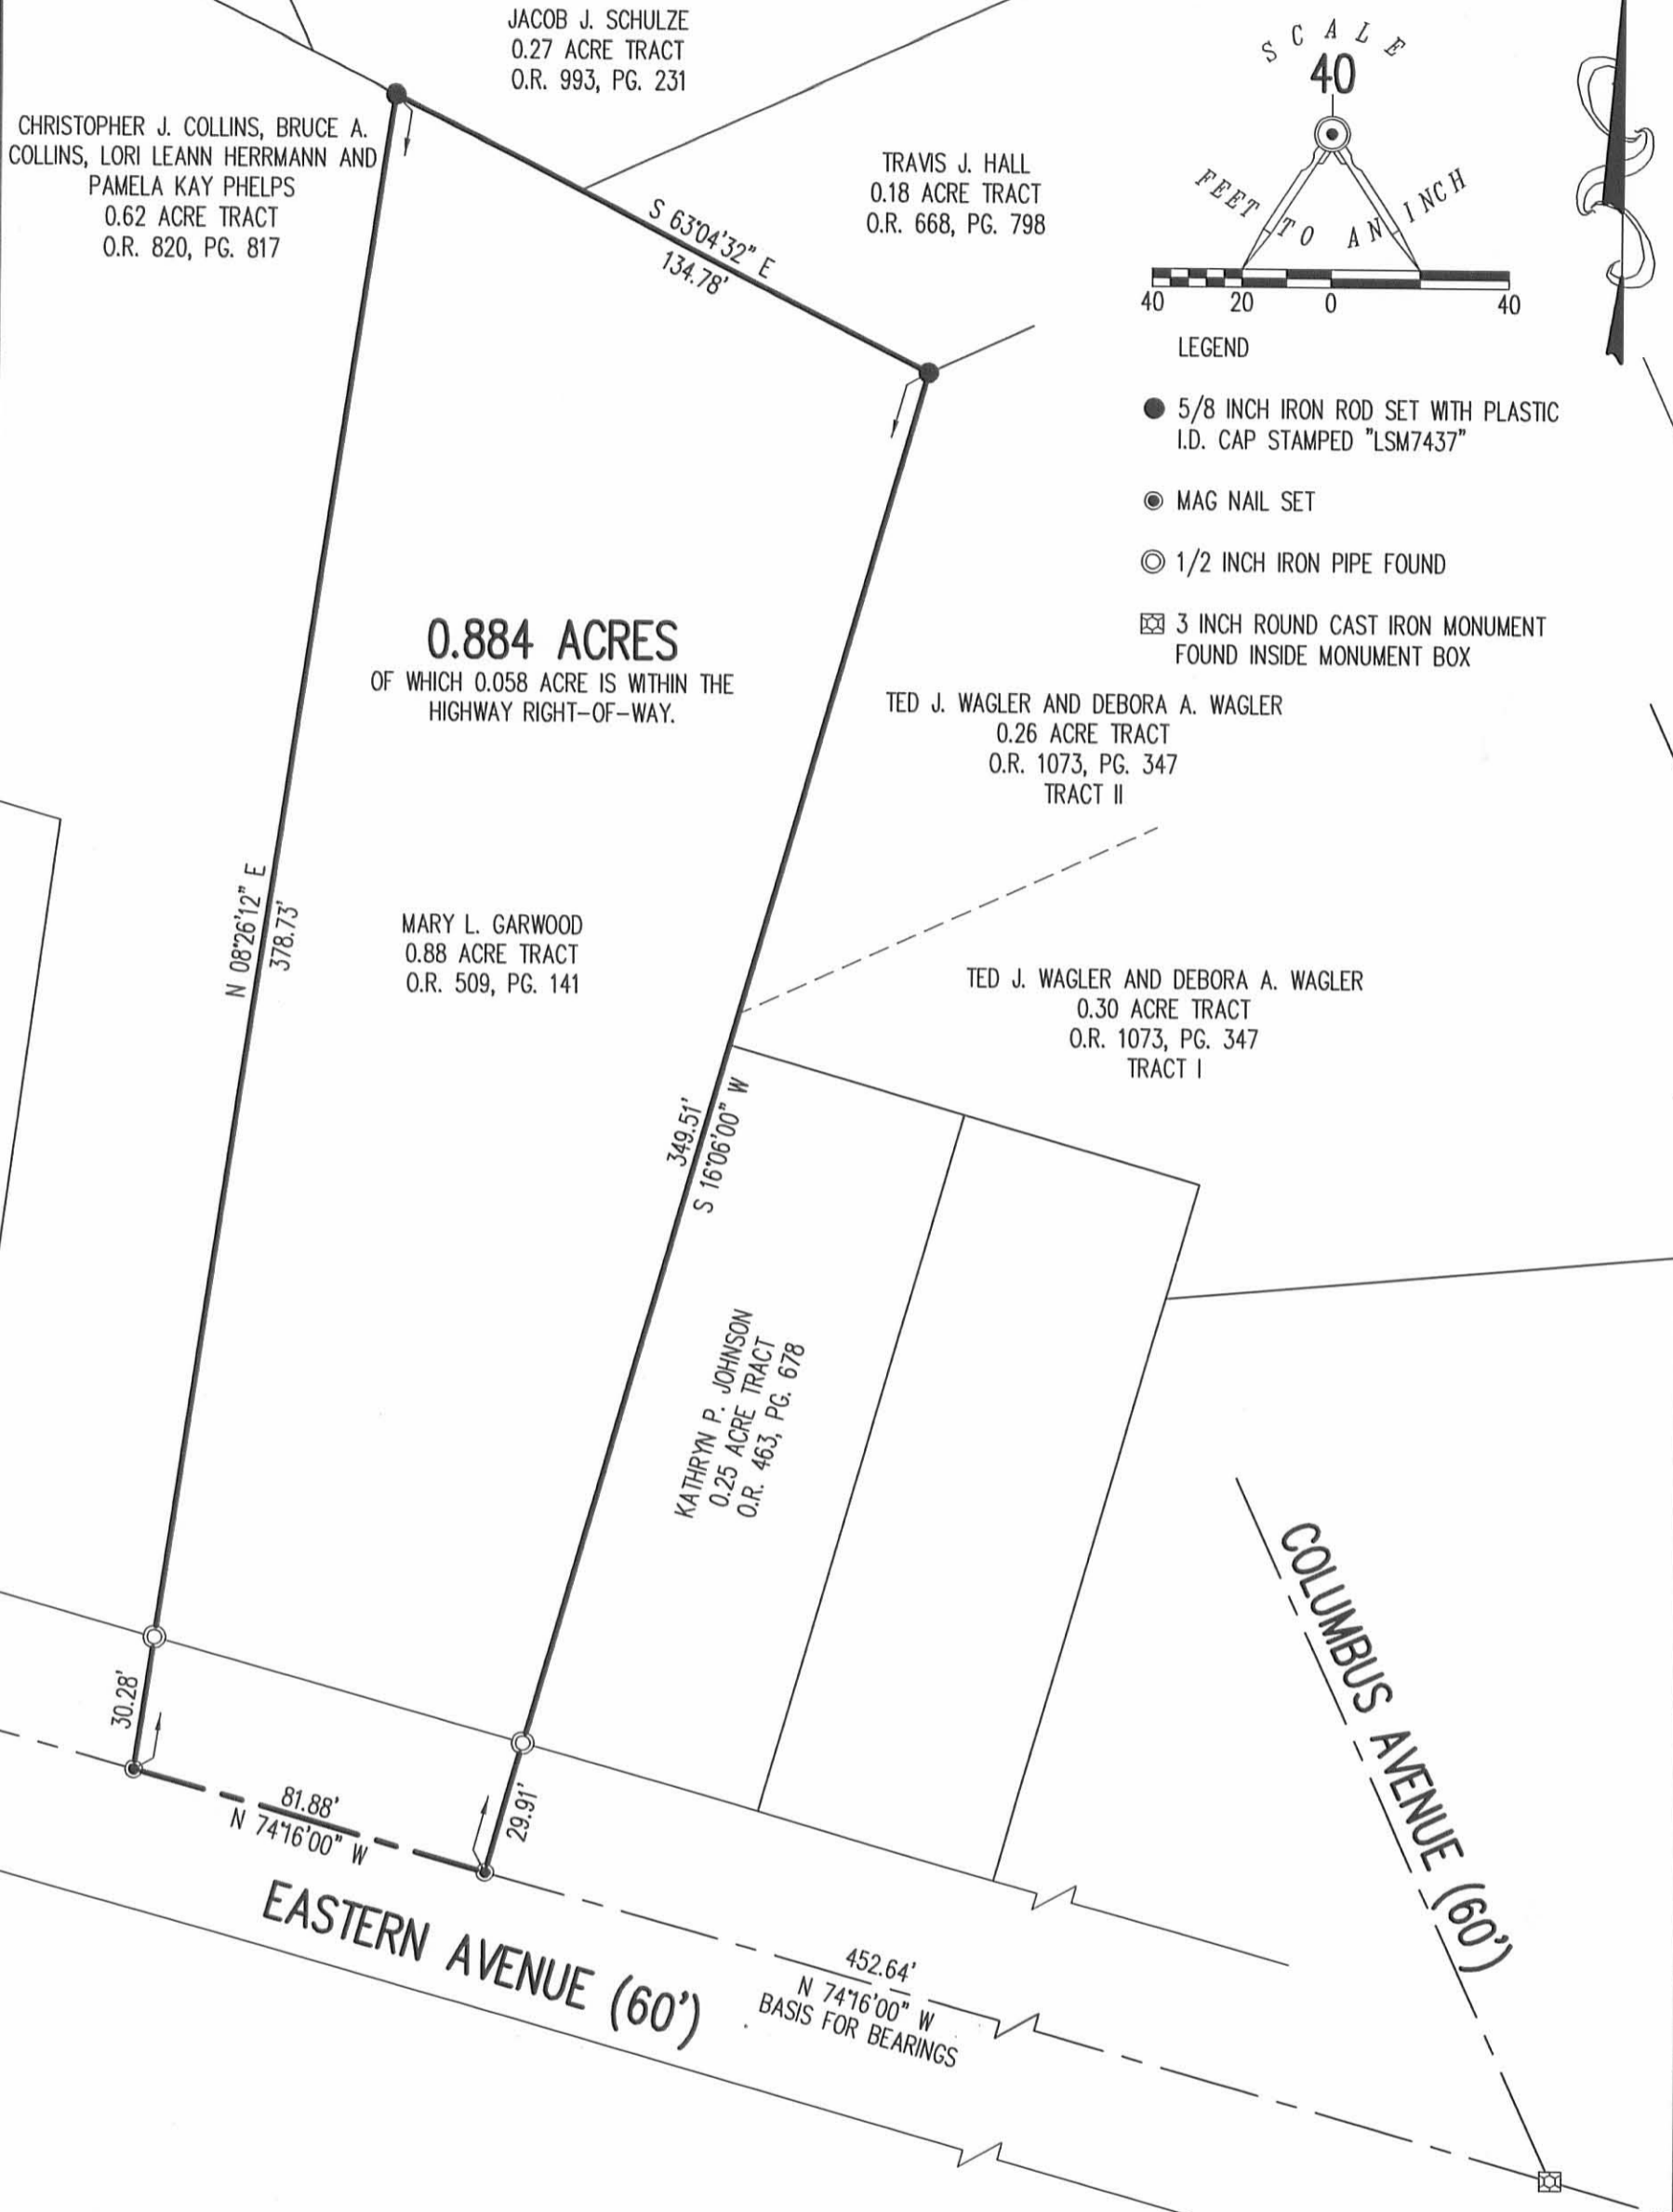 JACOB J. SCHULZE
0.27 ACRE TRACT
O.R. 993, PG. 231
SCALE
40
FEET TO AN INCH
40 20 0 40
CHRISTOPHER J. COLLINS, BRUCE A.
COLLINS, LORI LEANN HERRMANN AND
PAMELA KAY PHELPS
0.62 ACRE TRACT
O.R. 820, PG. 817
TRAVIS J. HALL
0.18 ACRE TRACT
O.R. 668, PG. 798
S 63°04'32" E
134.78'
LEGEND
5/8 INCH IRON ROD SET WITH PLASTIC
I.D. CAP STAMPED "LSM7437"
MAG NAIL SET
1/2 INCH IRON PIPE FOUND
3 INCH ROUND CAST IRON MONUMENT
FOUND INSIDE MONUMENT BOX
0.884 ACRES
OF WHICH 0.058 ACRE IS WITHIN THE
HIGHWAY RIGHT-OF-WAY.
TED J. WAGLER AND DEBORA A. WAGLER
0.26 ACRE TRACT
O.R. 1073, PG. 347
TRACT II
N 08°26'12" E
378.73'
MARY L. GARWOOD
0.88 ACRE TRACT
O.R. 509, PG. 141
TED J. WAGLER AND DEBORA A. WAGLER
0.30 ACRE TRACT
O.R. 1073, PG. 347
TRACT I
349.51'
S 16°06'00" W
KATHRYN P. JOHNSON
0.25 ACRE TRACT
O.R. 463, PG. 678
COLUMBUS AVENUE (60')
30.28'
29.91'
81.88'
N 74°16'00" W
EASTERN AVENUE (60')
452.64'
N 74°16'00" W
BASIS FOR BEARINGS